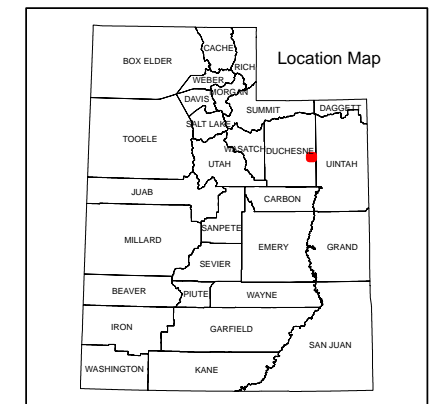 Location Map
BOX ELDER
CACHE
RICH
WEBER
MORGAN
DAVIS
SUMMIT
DAGGETT
SALT LAKE
TOOELE
WASATCH
DUCHESNE
UTAH
UINTAH
JUAB
CARBON
SANPETE
MILLARD
EMERY
GRAND
SEVIER
BEAVER
PIUTE
WAYNE
IRON
GARFIELD
SAN JUAN
WASHINGTON
KANE